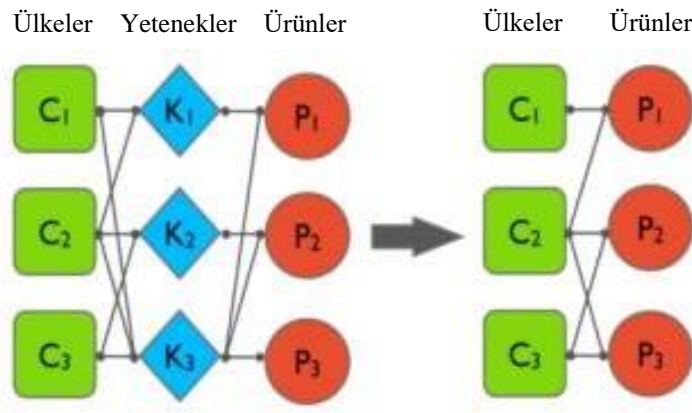 Ülkeler Yetenekler Ürünler Ülkeler Ürünler
C₁ K₁ P₁ C₁ P₁
C₂ K₂ P₂ C₂ P₂
C₃ K₃ P₃ C₃ P₃